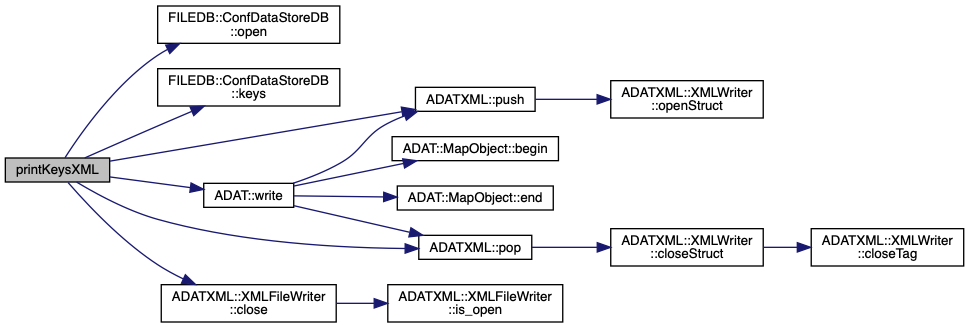 FILEDB::ConfDataStoreDB
::open
FILEDB::ConfDataStoreDB
::keys
ADATXML::push
ADATXML::XMLWriter
::openStruct
ADAT::MapObject::begin
printKeysXML
ADAT::write
ADAT::MapObject::end
ADATXML::pop
ADATXML::XMLWriter
::closeStruct
ADATXML::XMLWriter
::closeTag
ADATXML::XMLFileWriter
::close
ADATXML::XMLFileWriter
::is_open